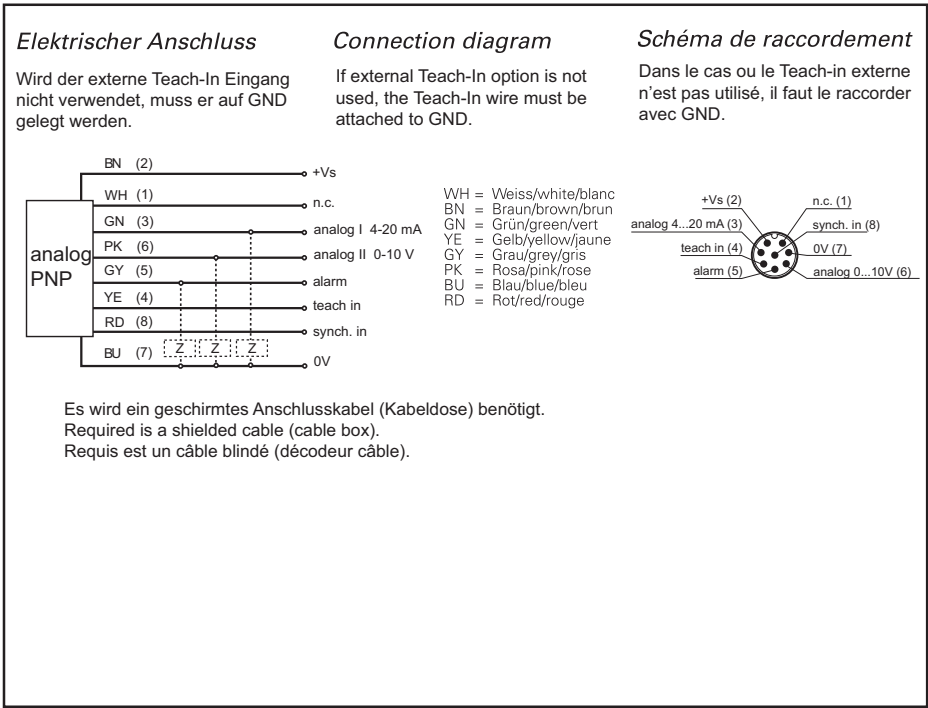 Elektrischer Anschluss
Wird der externe Teach-In Eingang
nicht verwendet, muss er auf GND
gelegt werden.
Connection diagram
If external Teach-In option is not
used, the Teach-In wire must be
attached to GND.
Schéma de raccordement
Dans le cas ou le Teach-in externe
n'est pas utilisé, il faut le raccorder
avec GND.
analog
PNP
BN (2) +Vs
WH (1) n.c.
GN (3) analog I 4-20 mA
PK (6) analog II 0-10 V
GY (5) alarm
YE (4) teach in
RD (8) synch. in
Z Z Z
BU (7) 0V
WH = Weiss/white/blanc
BN = Braun/brown/brun
GN = Grün/green/vert
YE = Gelb/yellow/jaune
GY = Grau/grey/gris
PK = Rosa/pink/rose
BU = Blau/blue/bleu
RD = Rot/red/rouge
+Vs (2) n.c. (1)
analog 4...20 mA (3) synch. in (8)
teach in (4) 0V (7)
alarm (5) analog 0...10V (6)
Es wird ein geschirmtes Anschlusskabel (Kabeldose) benötigt.
Required is a shielded cable (cable box).
Requis est un câble blindé (décodeur câble).